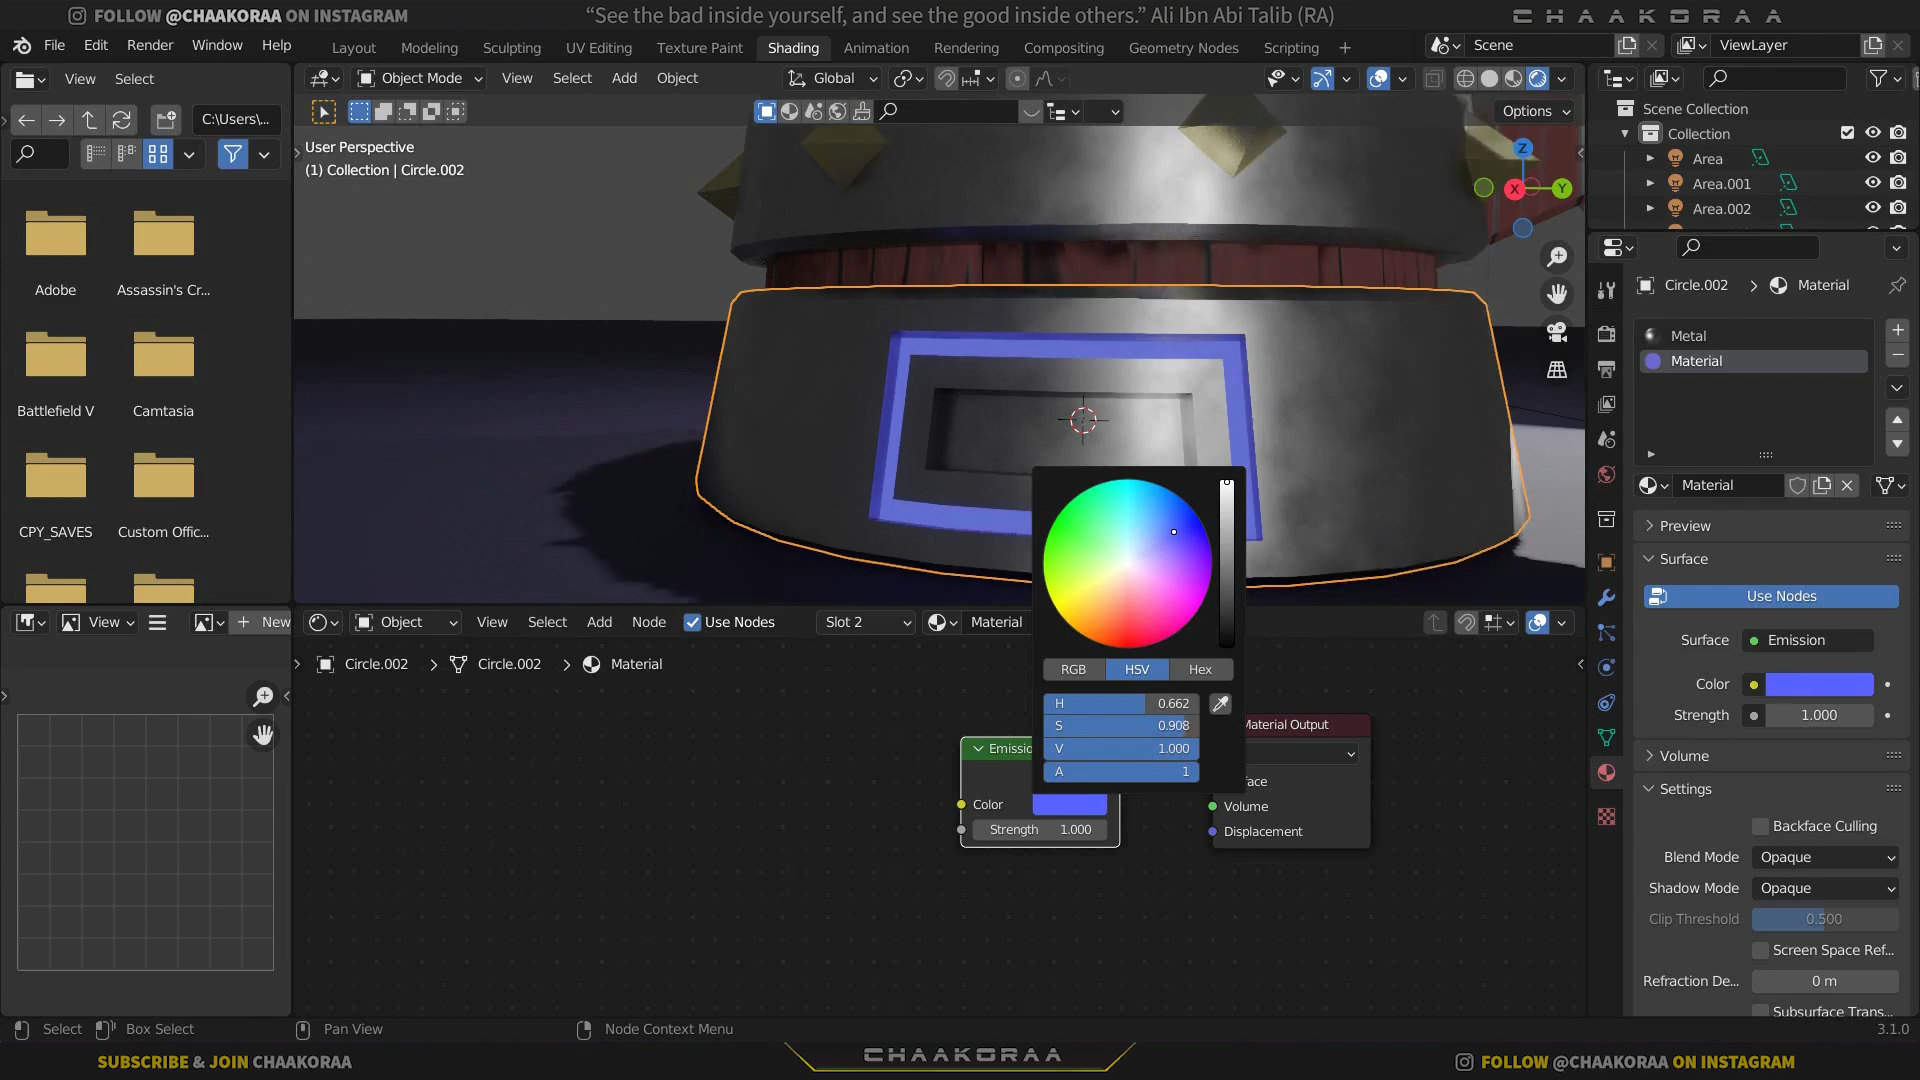 FOLLOW @CHAAKORAA ON INSTAGRAM
“See the bad inside yourself, and see the good inside others.” Ali Ibn Abi Talib (RA)
CHAAKORAA
File Edit Render Window Help
Layout Modeling Sculpting UV Editing Texture Paint Shading Animation Rendering Compositing Geometry Nodes Scripting +
Scene
ViewLayer
View Select
Object Mode View Select Add Object
Global
C:\Users\...
Options
User Perspective
(1) Collection | Circle.002
Z
X
Y
Scene Collection
Collection
Area
Area.001
Area.002
Adobe
Assassin's Cr...
Battlefield V
Camtasia
CPY_SAVES
Custom Offic...
Circle.002 > Material
Metal
Material
Material
Preview
Surface
Use Nodes
Surface Emission
Color
Strength 1.000
Volume
Settings
Backface Culling
Blend Mode Opaque
Shadow Mode Opaque
Clip Threshold 0.500
Screen Space Ref...
Refraction De... 0 m
Subsurface Trans...
View
+ New
Object View Select Add Node Use Nodes Slot 2 Material
Circle.002 > Circle.002 > Material
RGB HSV Hex
H 0.662
S 0.908
V 1.000
A 1
Emissio
Color
Strength 1.000
Material Output
face
Volume
Displacement
Select Box Select Pan View Node Context Menu
3.1.0
SUBSCRIBE & JOIN CHAAKORAA
CHAAKORAA
FOLLOW @CHAAKORAA ON INSTAGRAM